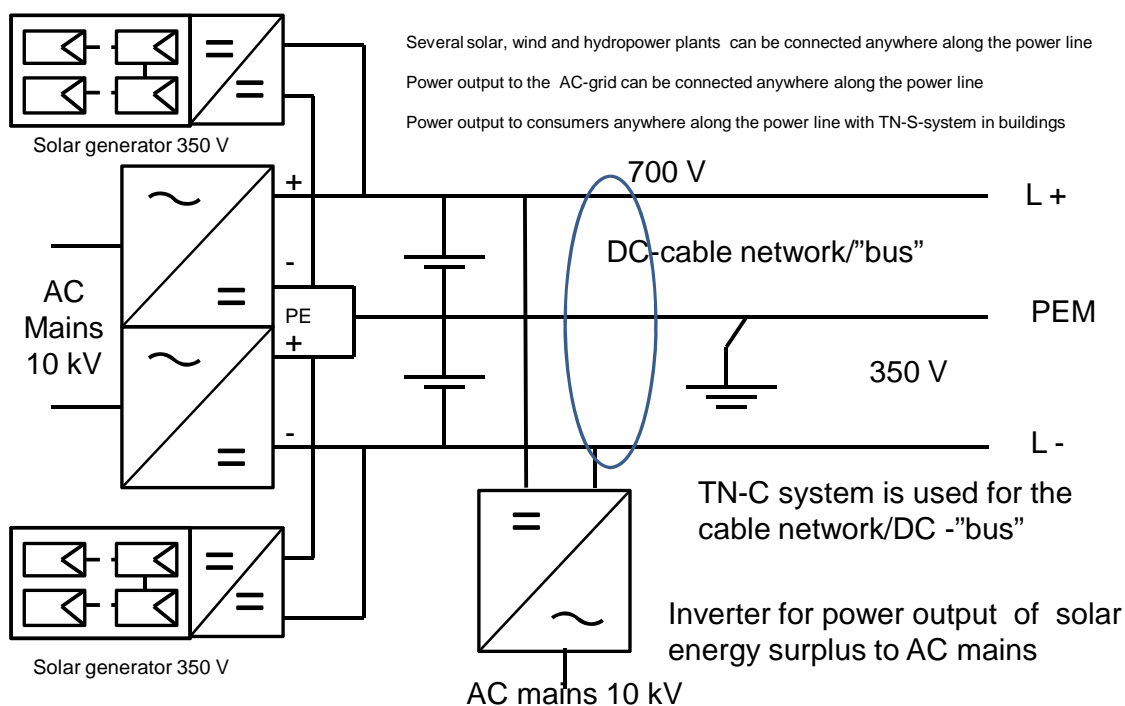 Several solar, wind and hydropower plants can be connected anywhere along the power line
Power output to the AC-grid can be connected anywhere along the power line
Power output to consumers anywhere along the power line with TN-S-system in buildings
Solar generator 350 V
700 V
+
L +
DC-cable network/”bus”
-
AC
Mains
10 kV
PE
PEM
+
350 V
-
L -
TN-C system is used for the
cable network/DC -”bus”
Inverter for power output of solar
energy surplus to AC mains
Solar generator 350 V
AC mains 10 kV